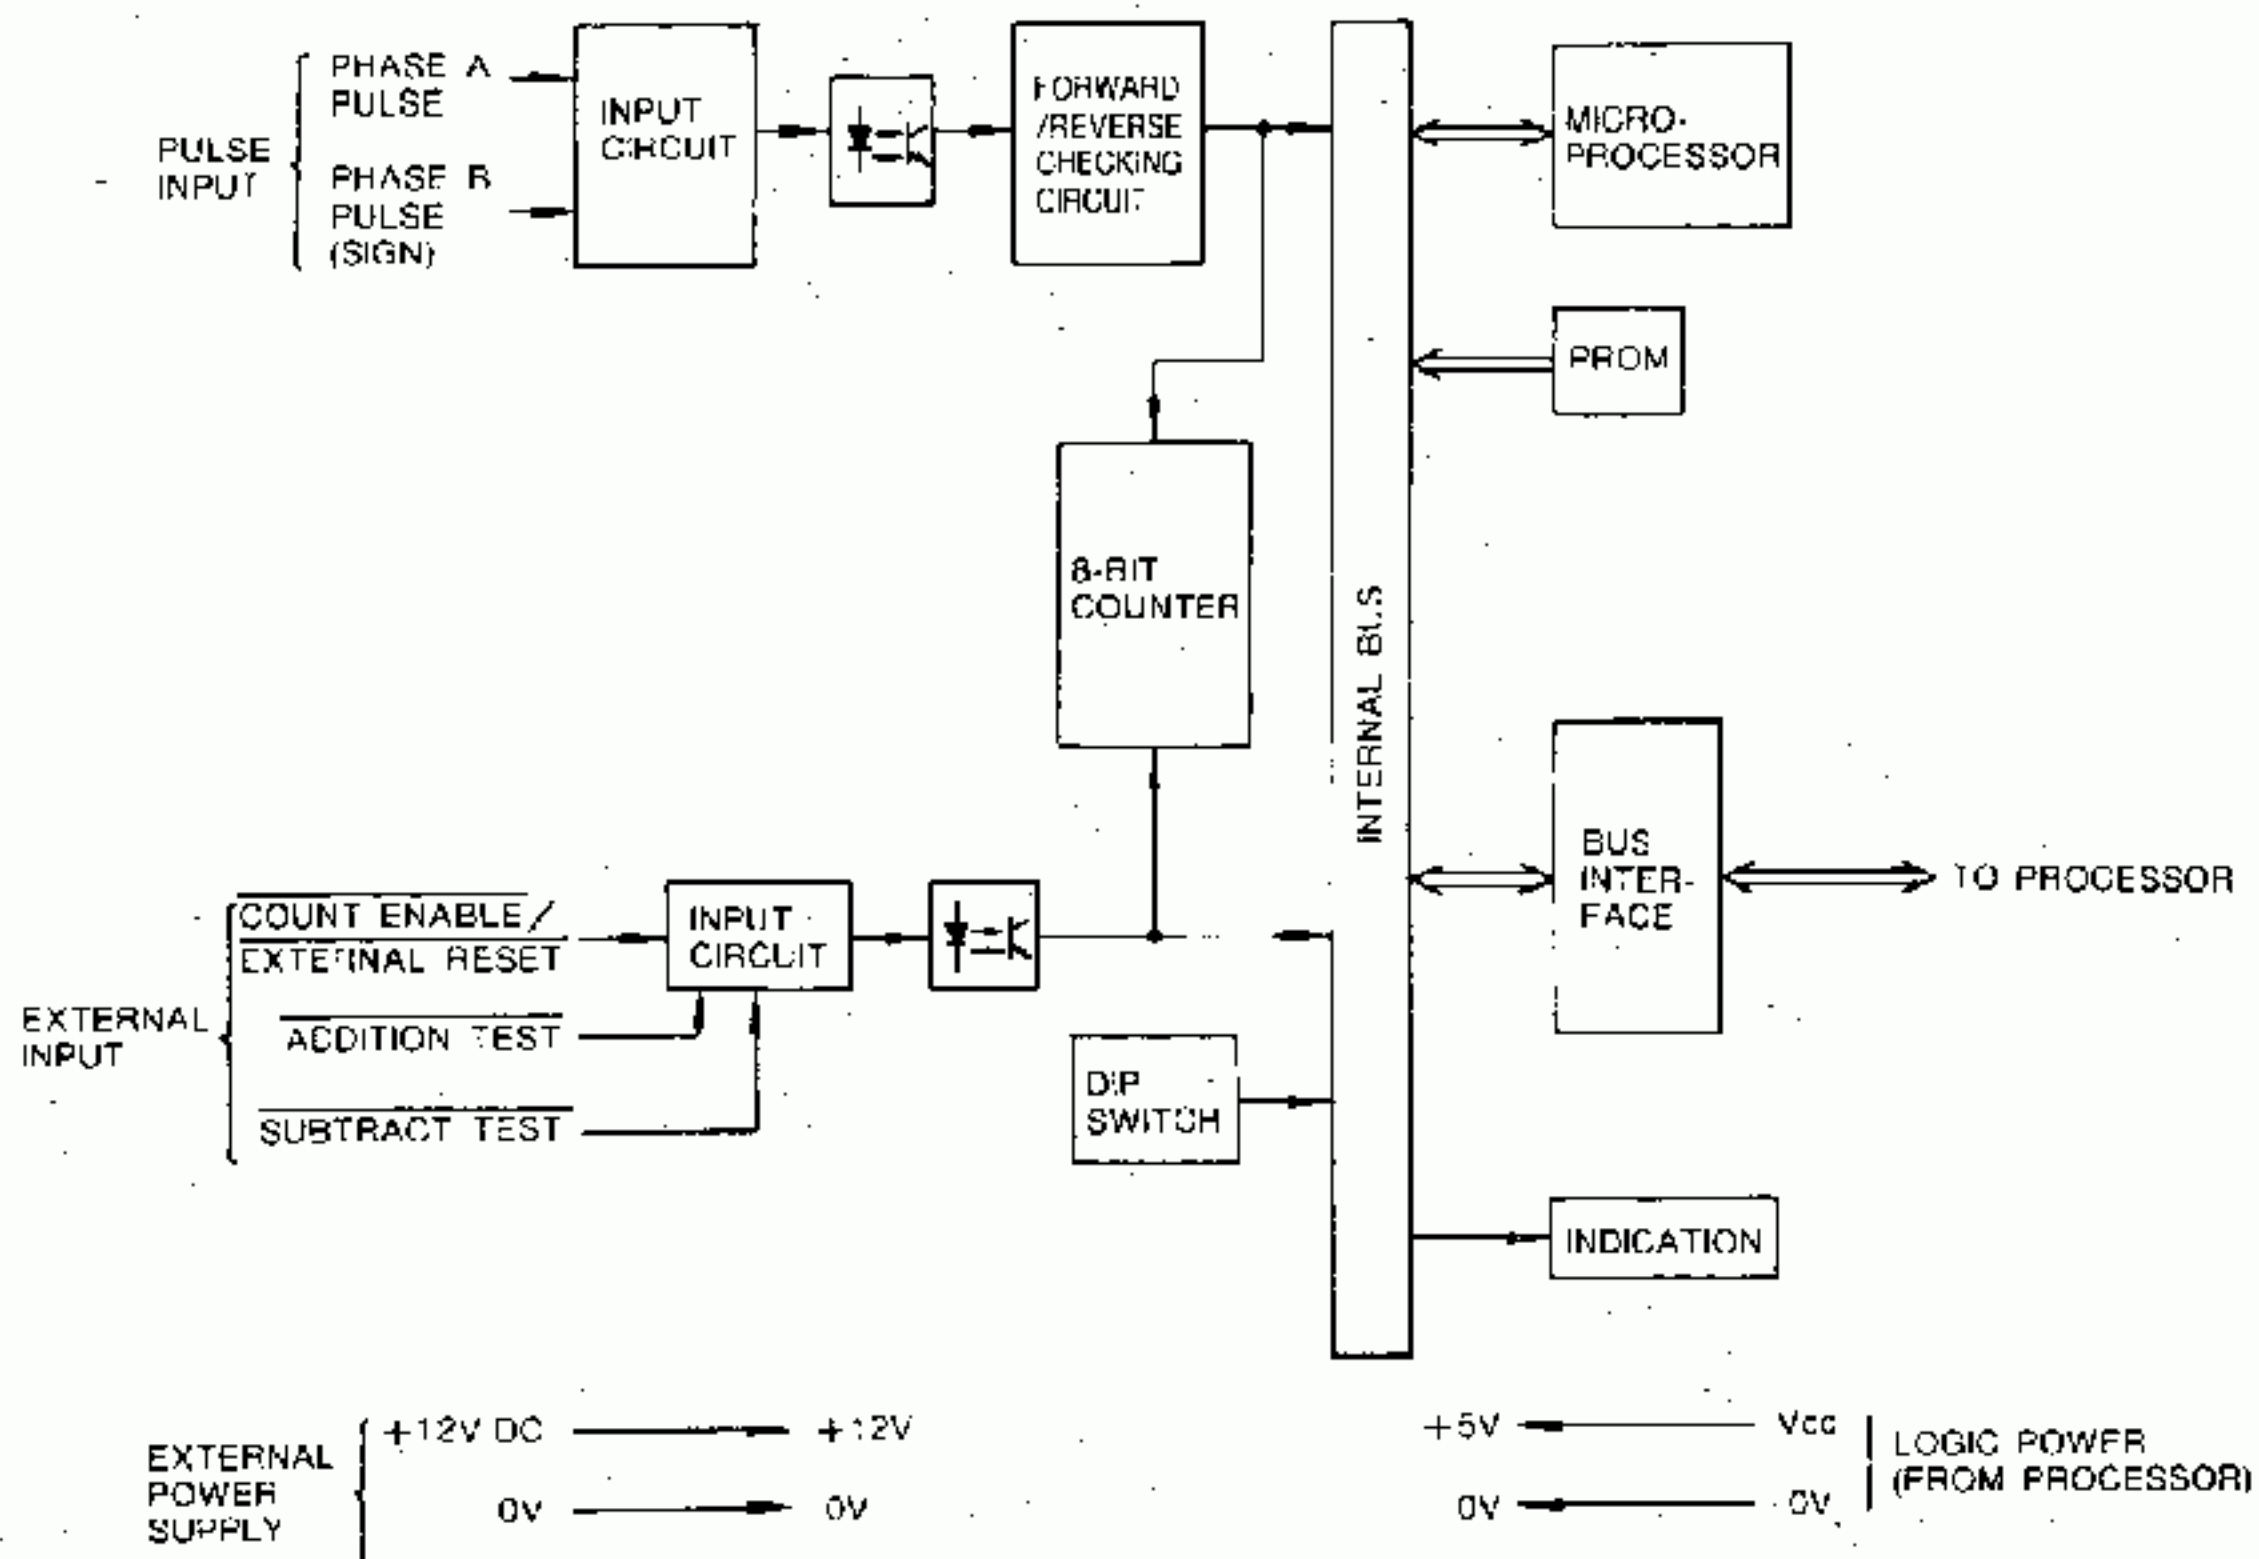 PULSE
INPUT
PHASE A
PULSE
PHASE B
PULSE
(SIGN)
INPUT
CIRCUIT
FORWARD
/REVERSE
CHECKING
CIRCUIT
MICRO-
PROCESSOR
PROM
8-BIT
COUNTER
INTERNAL BUS
BUS
INTER-
FACE
TO PROCESSOR
EXTERNAL
INPUT
COUNT ENABLE/
EXTERNAL RESET
ADDITION TEST
SUBTRACT TEST
INPUT
CIRCUIT
DIP
SWITCH
INDICATION
EXTERNAL
POWER
SUPPLY
+12V DC
+12V
0V
0V
+5V
Vcc
0V
0V
LOGIC POWER
(FROM PROCESSOR)